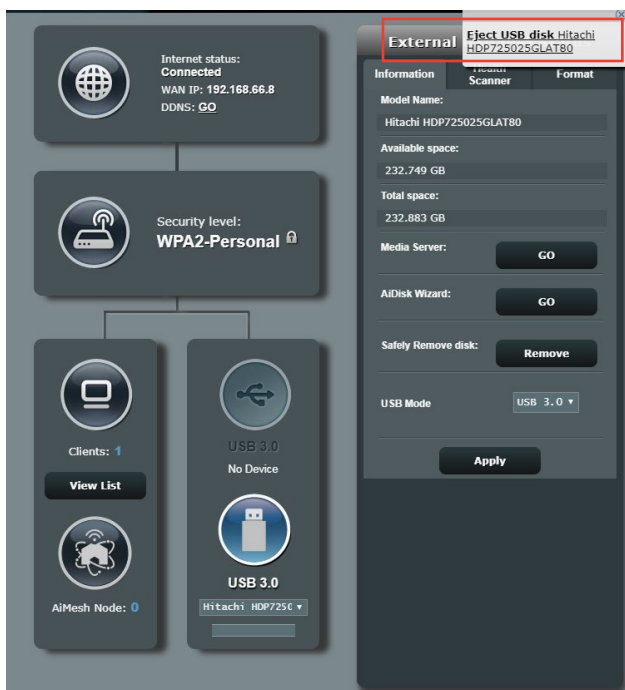 Internet status:
Connected
WAN IP: 192.168.66.8
DDNS: GO
Security level:
WPA2-Personal
Clients: 1
View List
AiMesh Node: 0
USB 3.0
No Device
USB 3.0
Hitachi HDP7250
External
Eject USB disk Hitachi
HDP725025GLAT80
Information
Health
Scanner
Format
Model Name:
Hitachi HDP725025GLAT80
Available space:
232.749 GB
Total space:
232.883 GB
Media Server:
GO
AiDisk Wizard:
GO
Safely Remove disk:
Remove
USB Mode
USB 3.0
Apply